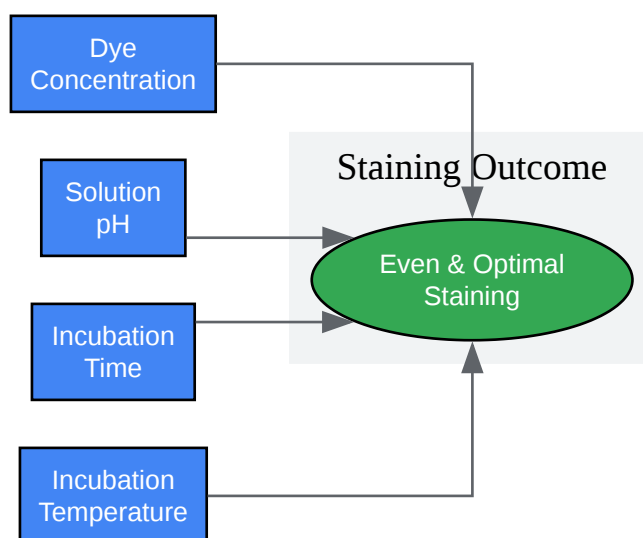 Dye
Concentration
Solution
pH
Incubation
Time
Incubation
Temperature
Staining Outcome
Even & Optimal
Staining